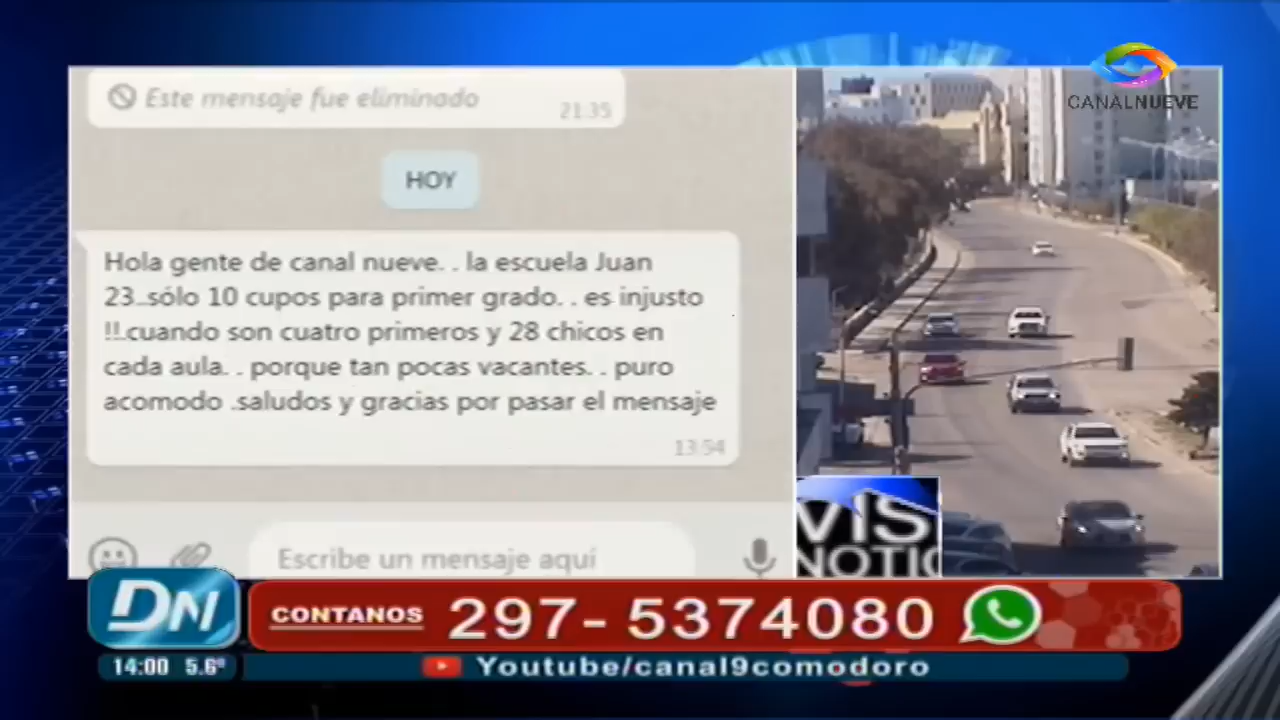 CANALNUEVE
Este mensaje fue eliminado
21:35
HOY
Hola gente de canal nueve. . la escuela Juan
23..sólo 10 cupos para primer grado. . es injusto
!!.cuando son cuatro primeros y 28 chicos en
cada aula. . porque tan pocas vacantes. . puro
acomodo .saludos y gracias por pasar el mensaje
13:54
Escribe un mensaje aquí
VIS
NOTIC
DN
CONTANOS 297- 5374080
14:00 5.6º
Youtube/canal9comodoro